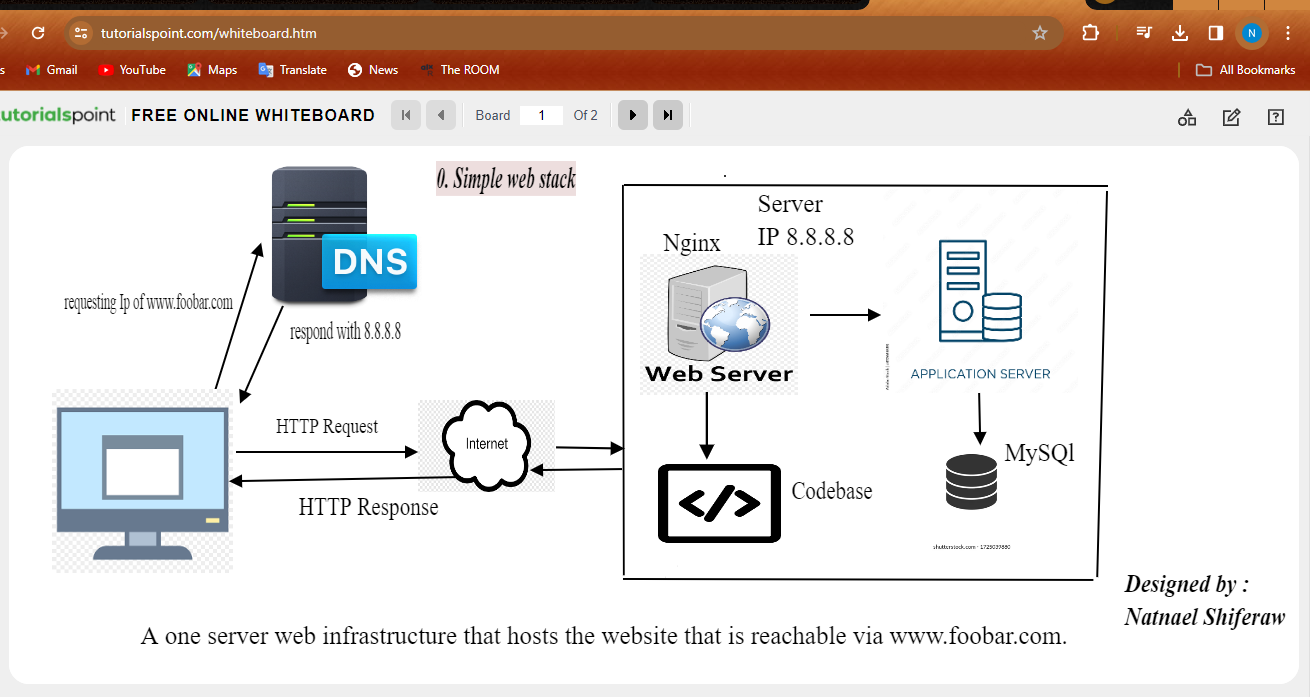 tutorialspoint.com/whiteboard.htm
N
s Gmail YouTube Maps Translate News The ROOM All Bookmarks
utorialspoint FREE ONLINE WHITEBOARD Board 1 Of 2
0. Simple web stack
DNS
requesting Ip of www.foobar.com
respond with 8.8.8.8
Server
IP 8.8.8.8
Nginx
Web Server
APPLICATION SERVER
HTTP Request
Internet
HTTP Response
</>
Codebase
MySQl
shutterstock.com · 1729039880
Designed by :
Natnael Shiferaw
A one server web infrastructure that hosts the website that is reachable via www.foobar.com.